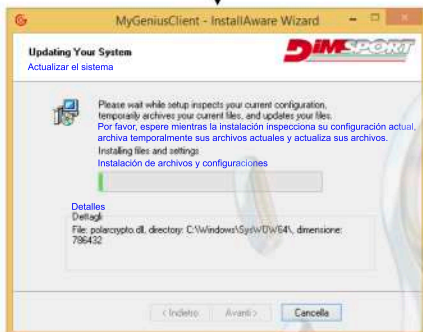 MyGeniusClient - InstallAware Wizard
Updating Your System
Actualizar el sistema
DIMSPORT
Please wait while setup inspects your current configuration,
temporarily archives your current files, and updates your files.
Por favor, espere mientras la instalación inspecciona su configuración actual,
archiva temporalmente sus archivos actuales y actualiza sus archivos.
Installing files and settings
Instalación de archivos y configuraciones
Detalles
Dettagli
File: polarcrypto.dll, directory: C:\Windows\SysWOW64\, dimensione:
786432
< Indietro
Avanti >
Cancella